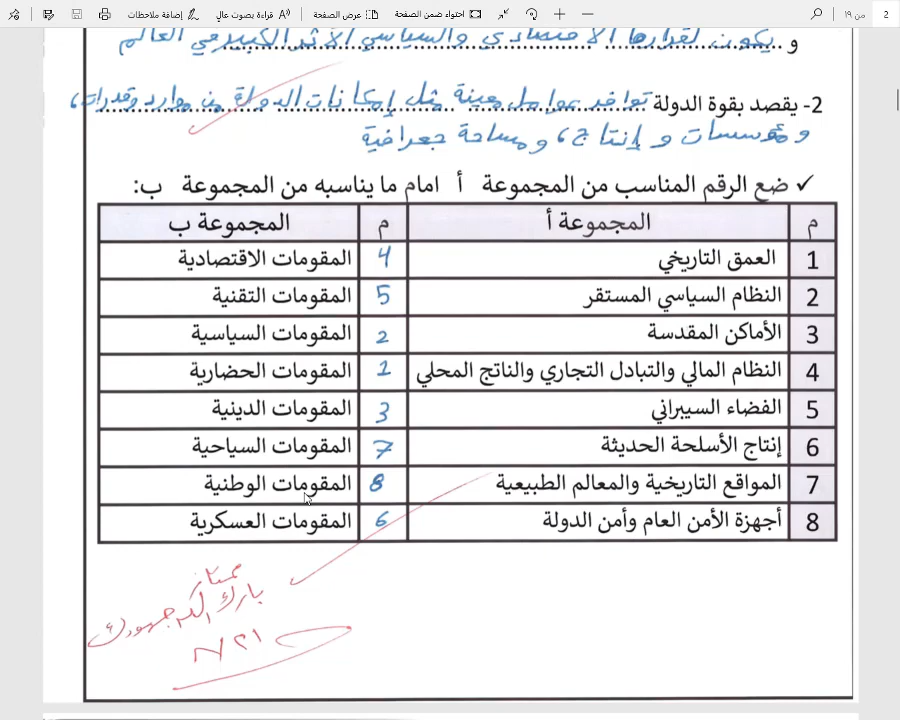 2 من ١٩ احتواء ضمن الصفحة عرض الصفحة قراءة بصوت عالٍ إضافة ملاحظات
و يكون لقرارها الاقتصادي والسياسي الأثر الكبير في العالم
2- يقصد بقوة الدولة توافر عوامل معينة مثل إمكانات الدولة من موارد وقدرات،
ومؤسسات و إنتاج، ومساحة جغرافية
✓ ضع الرقم المناسب من المجموعة أ امام ما يناسبه من المجموعة ب:
م المجموعة أ م المجموعة ب
1 العمق التاريخي 4 المقومات الاقتصادية
2 النظام السياسي المستقر 5 المقومات التقنية
3 الأماكن المقدسة 2 المقومات السياسية
4 النظام المالي والتبادل التجاري والناتج المحلي 1 المقومات الحضارية
5 الفضاء السيبراني 3 المقومات الدينية
6 إنتاج الأسلحة الحديثة 7 المقومات السياحية
7 المواقع التاريخية والمعالم الطبيعية 8 المقومات الوطنية
8 أجهزة الأمن العام وأمن الدولة 6 المقومات العسكرية
ممتاز
بارك الله جهودك